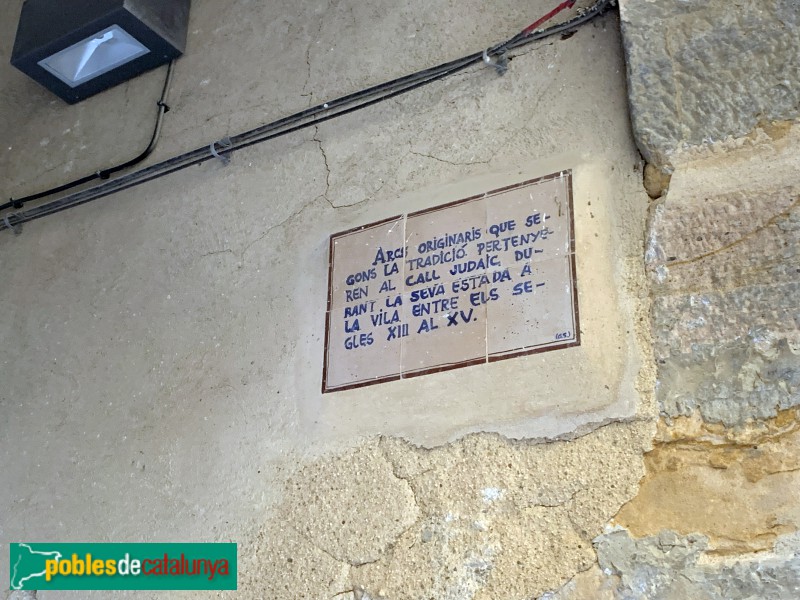 ARCS ORIGINARIS QUE SE-
GONS LA TRADICIÓ PERTENYE-
REN AL CALL JUDAIC DU-
RANT LA SEVA ESTADA A
LA VILA ENTRE ELS SE-
GLES XIII AL XV.
poblesdecatalunya